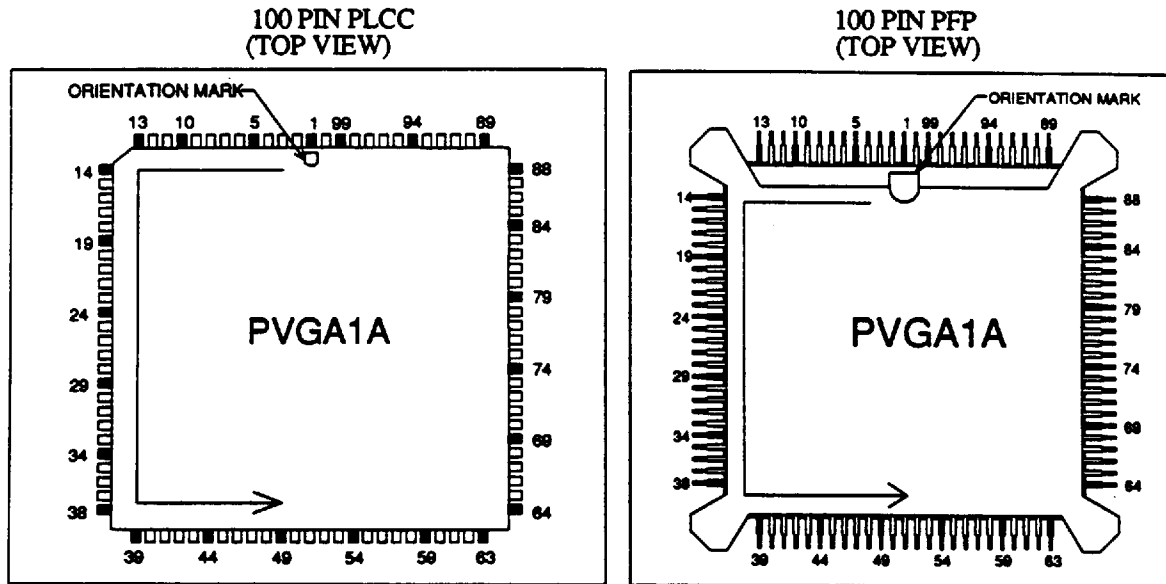 100 PIN PLCC
(TOP VIEW)
ORIENTATION MARK
13 10 5 1 99 94 89
14 88
84
19
79
24
PVGA1A
74
29
69
34
38 64
39 44 49 54 59 63
100 PIN PFP
(TOP VIEW)
ORIENTATION MARK
13 10 5 1 99 94 89
14 88
84
19
79
24
PVGA1A
74
29
69
34
38 64
39 44 49 54 59 63